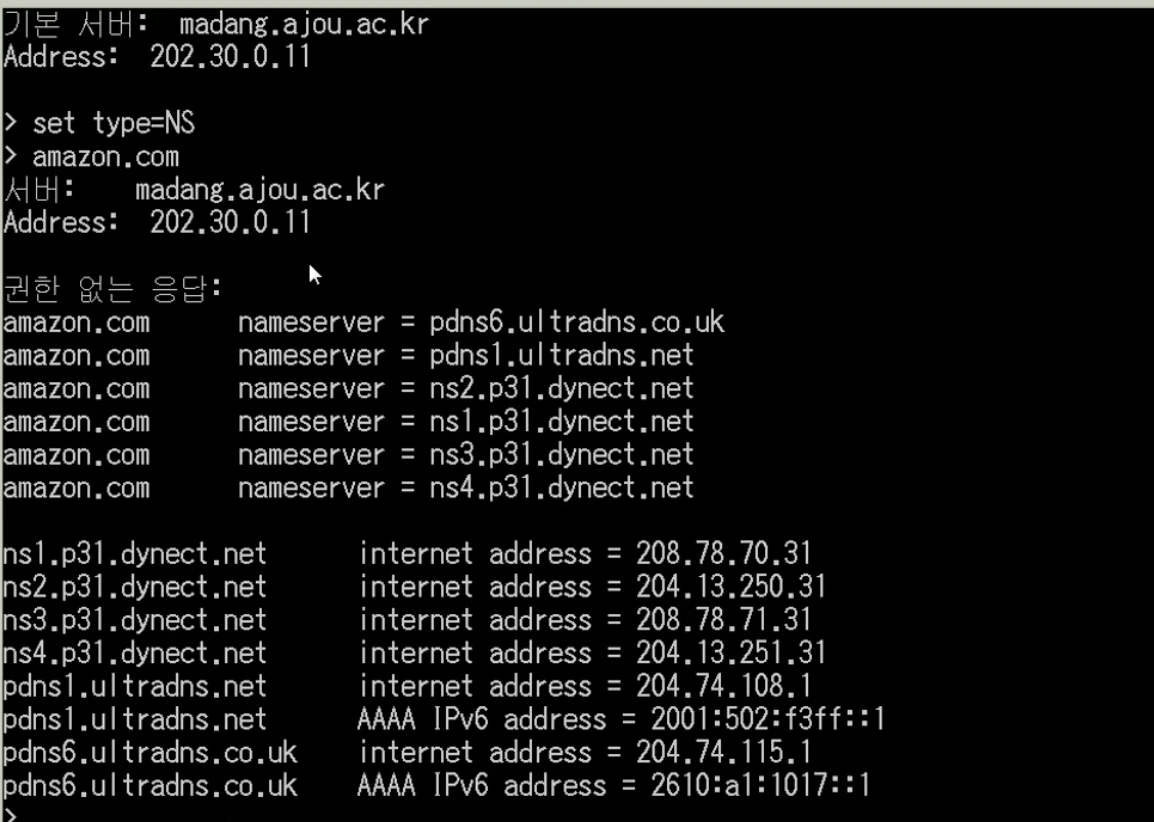 기본 서버:  madang.ajou.ac.kr
Address:  202.30.0.11
> set type=NS
> amazon.com
서버:    madang.ajou.ac.kr
Address:  202.30.0.11
권한 없는 응답:
amazon.com      nameserver = pdns6.ultradns.co.uk
amazon.com      nameserver = pdns1.ultradns.net
amazon.com      nameserver = ns2.p31.dynect.net
amazon.com      nameserver = ns1.p31.dynect.net
amazon.com      nameserver = ns3.p31.dynect.net
amazon.com      nameserver = ns4.p31.dynect.net
ns1.p31.dynect.net      internet address = 208.78.70.31
ns2.p31.dynect.net      internet address = 204.13.250.31
ns3.p31.dynect.net      internet address = 208.78.71.31
ns4.p31.dynect.net      internet address = 204.13.251.31
pdns1.ultradns.net      internet address = 204.74.108.1
pdns1.ultradns.net      AAAA IPv6 address = 2001:502:f3ff::1
pdns6.ultradns.co.uk    internet address = 204.74.115.1
pdns6.ultradns.co.uk    AAAA IPv6 address = 2610:a1:1017::1
>